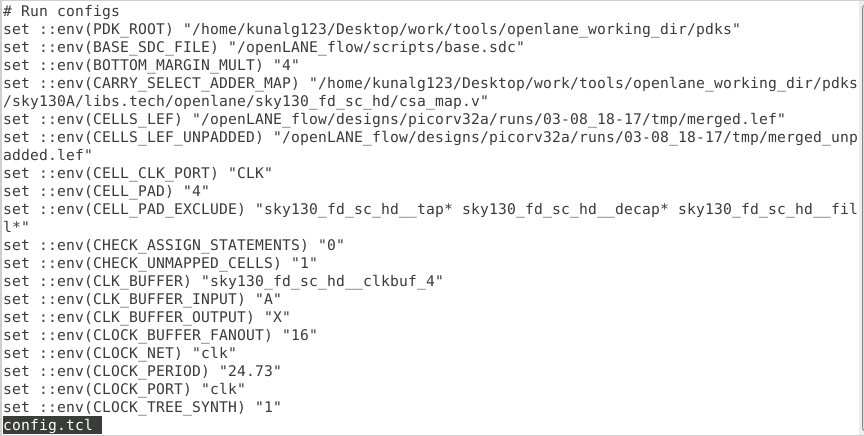 # Run configs
set ::env(PDK_ROOT) "/home/kunalg123/Desktop/work/tools/openlane_working_dir/pdks"
set ::env(BASE_SDC_FILE) "/openLANE_flow/scripts/base.sdc"
set ::env(BOTTOM_MARGIN_MULT) "4"
set ::env(CARRY_SELECT_ADDER_MAP) "/home/kunalg123/Desktop/work/tools/openlane_working_dir/pdks
/sky130A/libs.tech/openlane/sky130_fd_sc_hd/csa_map.v"
set ::env(CELLS_LEF) "/openLANE_flow/designs/picorv32a/runs/03-08_18-17/tmp/merged.lef"
set ::env(CELLS_LEF_UNPADDED) "/openLANE_flow/designs/picorv32a/runs/03-08_18-17/tmp/merged_unp
added.lef"
set ::env(CELL_CLK_PORT) "CLK"
set ::env(CELL_PAD) "4"
set ::env(CELL_PAD_EXCLUDE) "sky130_fd_sc_hd__tap* sky130_fd_sc_hd__decap* sky130_fd_sc_hd__fil
l*"
set ::env(CHECK_ASSIGN_STATEMENTS) "0"
set ::env(CHECK_UNMAPPED_CELLS) "1"
set ::env(CLK_BUFFER) "sky130_fd_sc_hd__clkbuf_4"
set ::env(CLK_BUFFER_INPUT) "A"
set ::env(CLK_BUFFER_OUTPUT) "X"
set ::env(CLOCK_BUFFER_FANOUT) "16"
set ::env(CLOCK_NET) "clk"
set ::env(CLOCK_PERIOD) "24.73"
set ::env(CLOCK_PORT) "clk"
set ::env(CLOCK_TREE_SYNTH) "1"
config.tcl